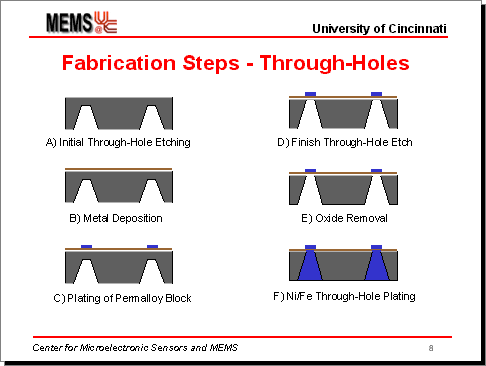 MEMS UC @
University of Cincinnati
Fabrication Steps - Through-Holes
A) Initial Through-Hole Etching
B) Metal Deposition
C) Plating of Permalloy Block
D) Finish Through-Hole Etch
E) Oxide Removal
F) Ni/Fe Through-Hole Plating
Center for Microelectronic Sensors and MEMS
8